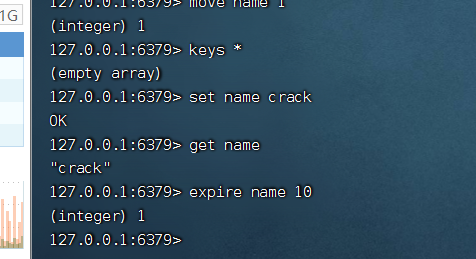 1G
127.0.0.1:6379> move name 1
(integer) 1
127.0.0.1:6379> keys *
(empty array)
127.0.0.1:6379> set name crack
OK
127.0.0.1:6379> get name
"crack"
127.0.0.1:6379> expire name 10
(integer) 1
127.0.0.1:6379>